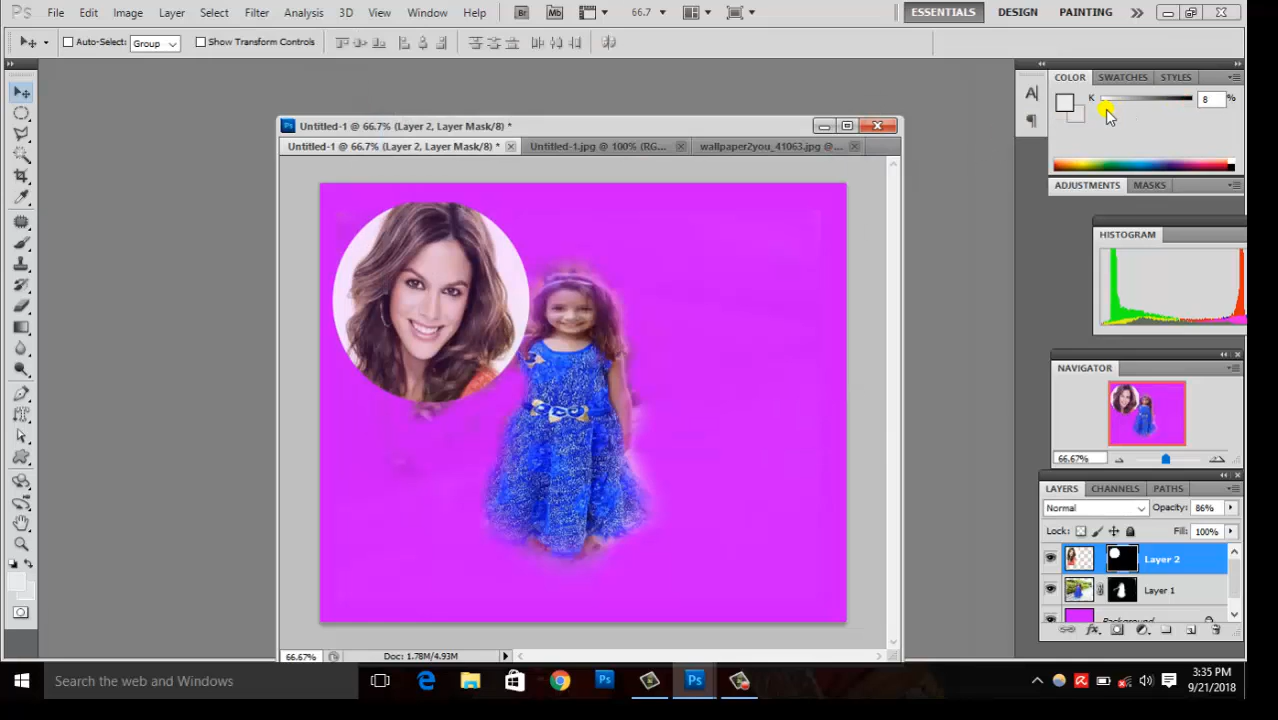 Ps File Edit Image Layer Select Filter Analysis 3D View Window Help Br Mb 66.7 ESSENTIALS DESIGN PAINTING
Auto-Select: Group Show Transform Controls
COLOR SWATCHES STYLES
K 8 %
Untitled-1 @ 66.7% (Layer 2, Layer Mask/8) *
Untitled-1 @ 66.7% (Layer 2, Layer Mask/8) * Untitled-1.jpg @ 100% (RG... wallpaper2you_41063.jpg @...
ADJUSTMENTS MASKS
HISTOGRAM
NAVIGATOR
66.67%
LAYERS CHANNELS PATHS
Normal Opacity: 86%
Lock: Fill: 100%
Layer 2
Layer 1
Background
66.67% Doc: 1.78M/4.93M
Search the web and Windows
3:35 PM
9/21/2018